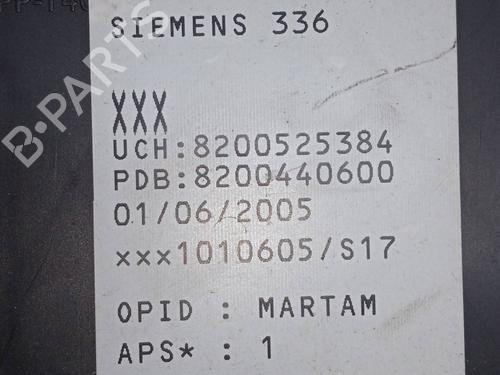 SIEMENS 336
XXX
UCH:8200525384
PDB:8200440600
01/06/2005
xxx1010605/S17
OPID : MARTAM
APS* : 1
B-PARTS